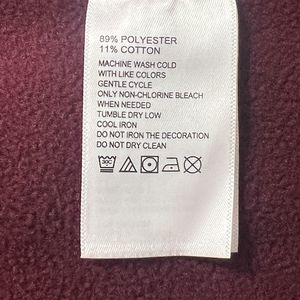 89% POLYESTER
11% COTTON
MACHINE WASH COLD
WITH LIKE COLORS
GENTLE CYCLE
ONLY NON-CHLORINE BLEACH
WHEN NEEDED
TUMBLE DRY LOW
COOL IRON
DO NOT IRON THE DECORATION
DO NOT DRY CLEAN
30C